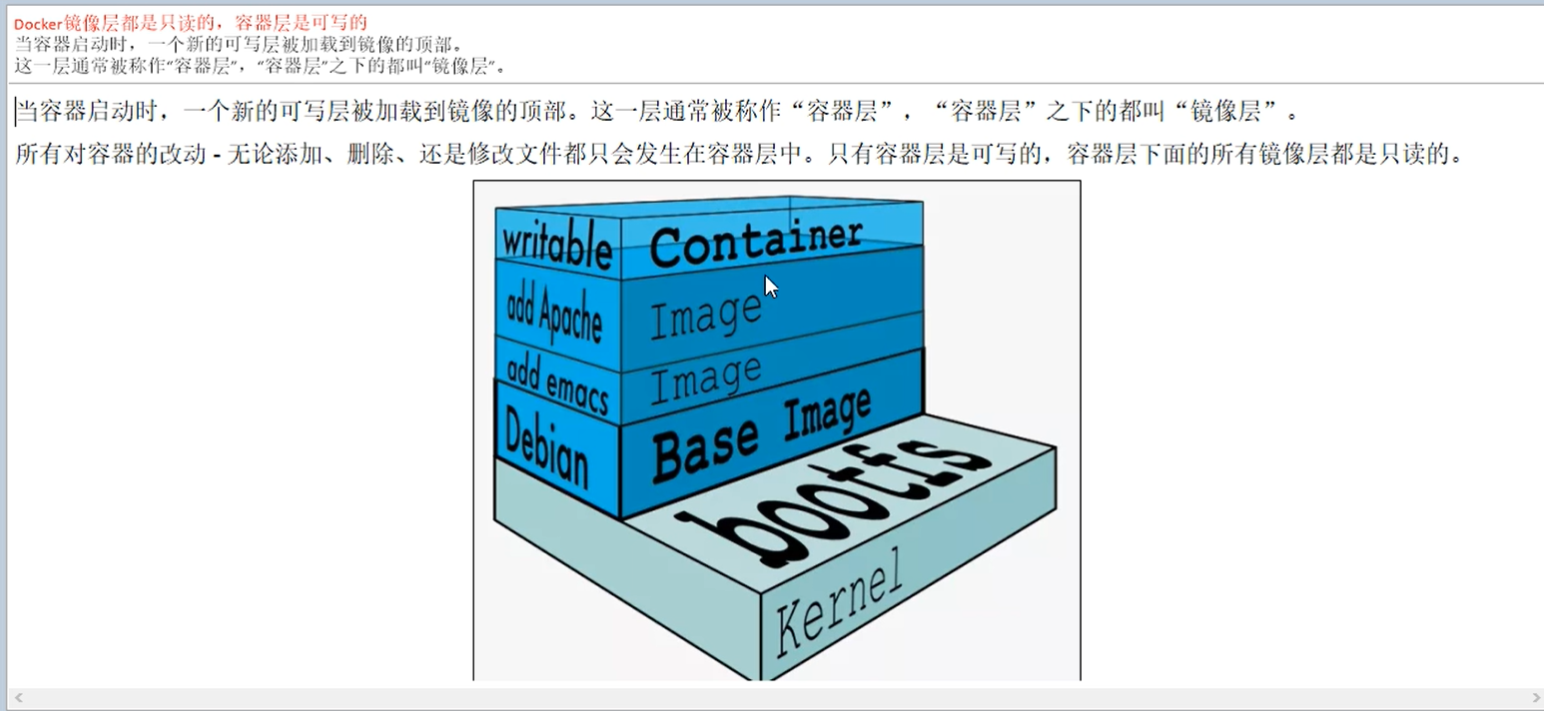 Docker镜像层都是只读的，容器层是可写的
当容器启动时，一个新的可写层被加载到镜像的顶部。
这一层通常被称作“容器层”，“容器层”之下的都叫“镜像层”。
当容器启动时，一个新的可写层被加载到镜像的顶部。这一层通常被称作“容器层”，“容器层”之下的都叫“镜像层”。
所有对容器的改动 - 无论添加、删除、还是修改文件都只会发生在容器层中。只有容器层是可写的，容器层下面的所有镜像层都是只读的。
writable Container
add Apache Image
add emacs Image
Debian Base Image
bootfs
Kernel